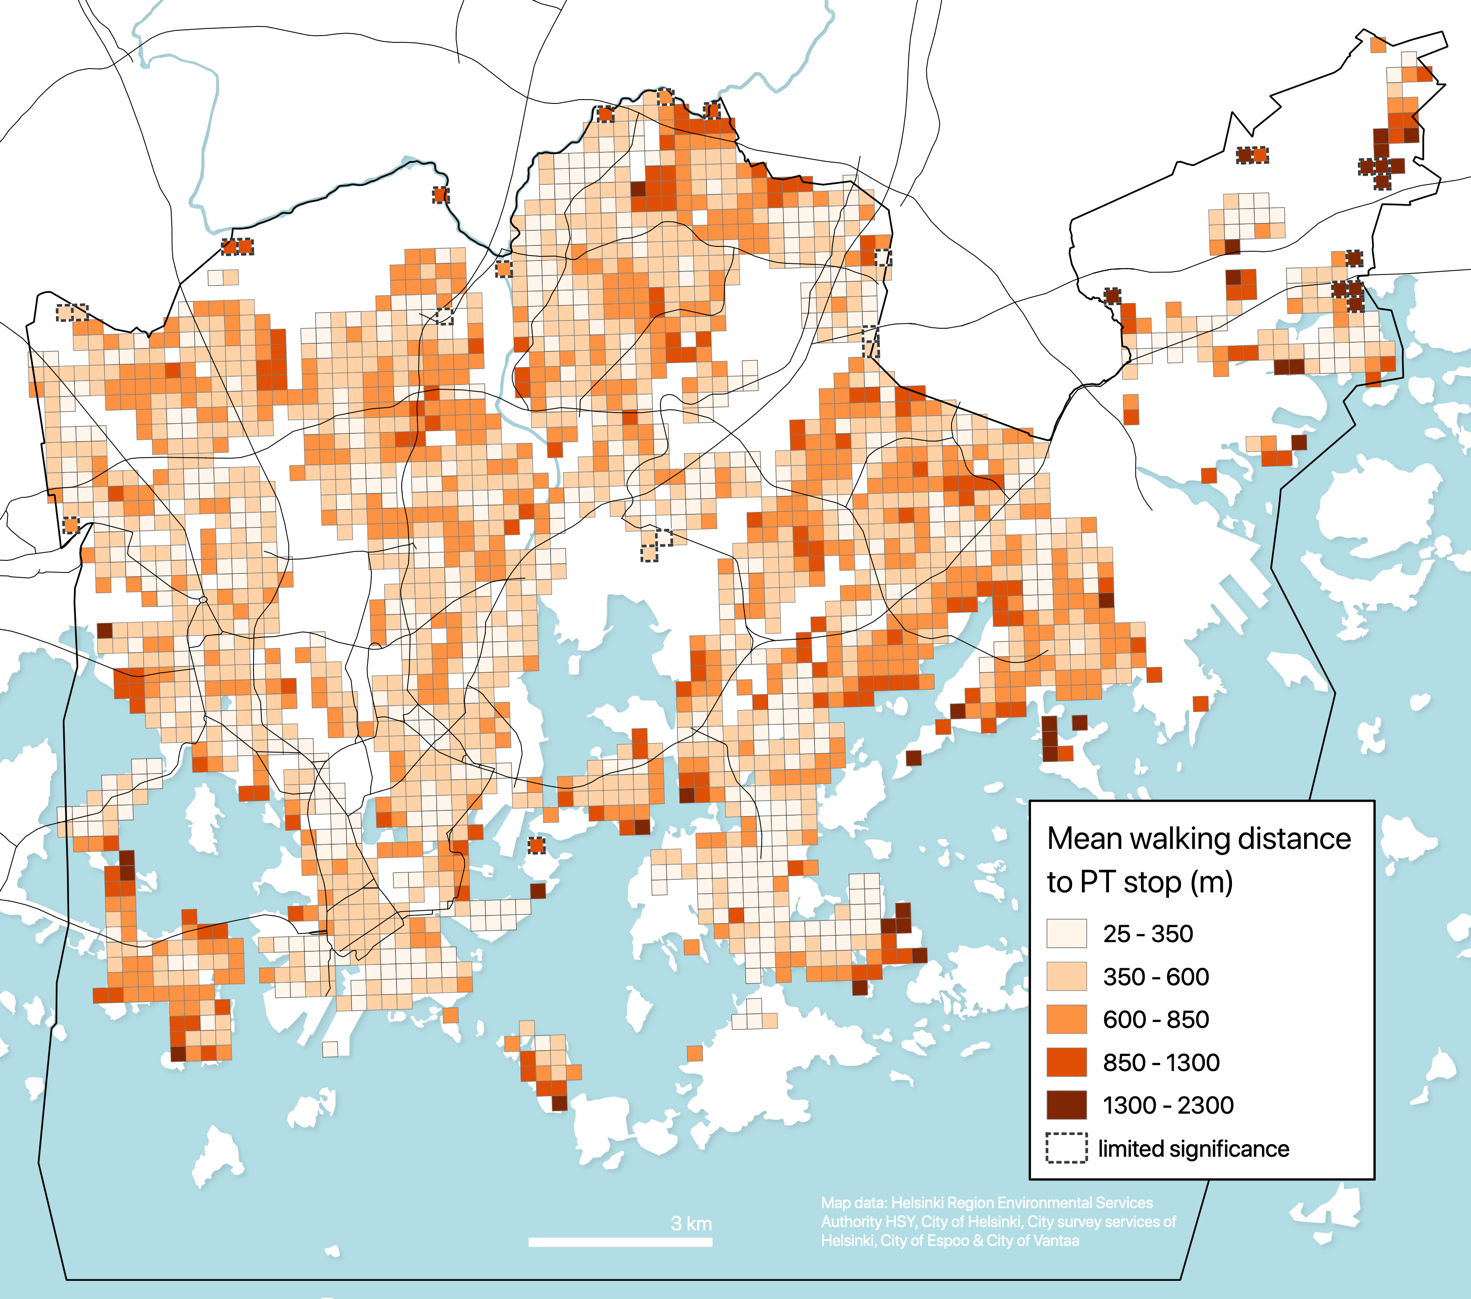 Mean walking distance
to PT stop (m)
25 - 350
350 - 600
600 - 850
850 - 1300
1300 - 2300
limited significance
3 km
Map data: Helsinki Region Environmental Services
Authority HSY, City of Helsinki, City survey services of
Helsinki, City of Espoo & City of Vantaa